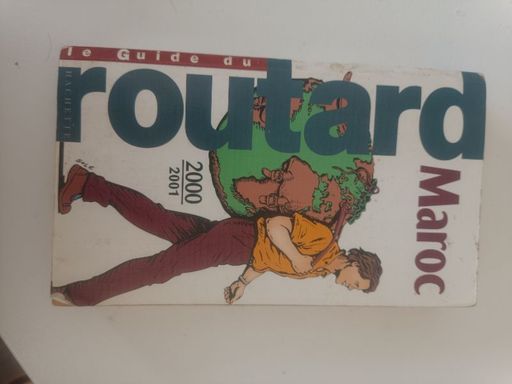 le Guide du
routard
HACHETTE
Maroc
2000
2001